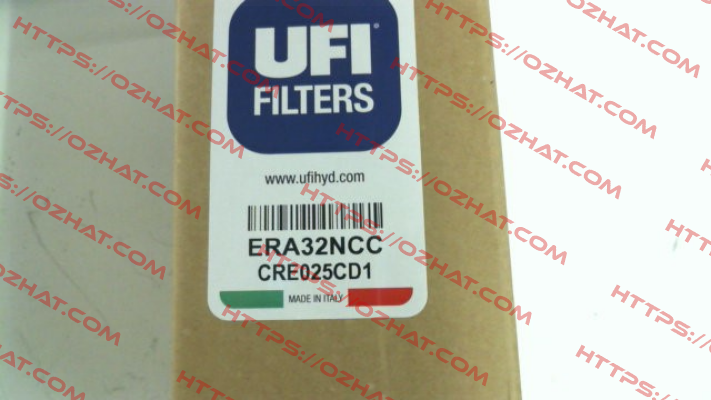 UFI
FILTERS
www.ufihyd.com
ERA32NCC
CRE025CD1
MADE IN ITALY
HTTPS://OZHAT.COM